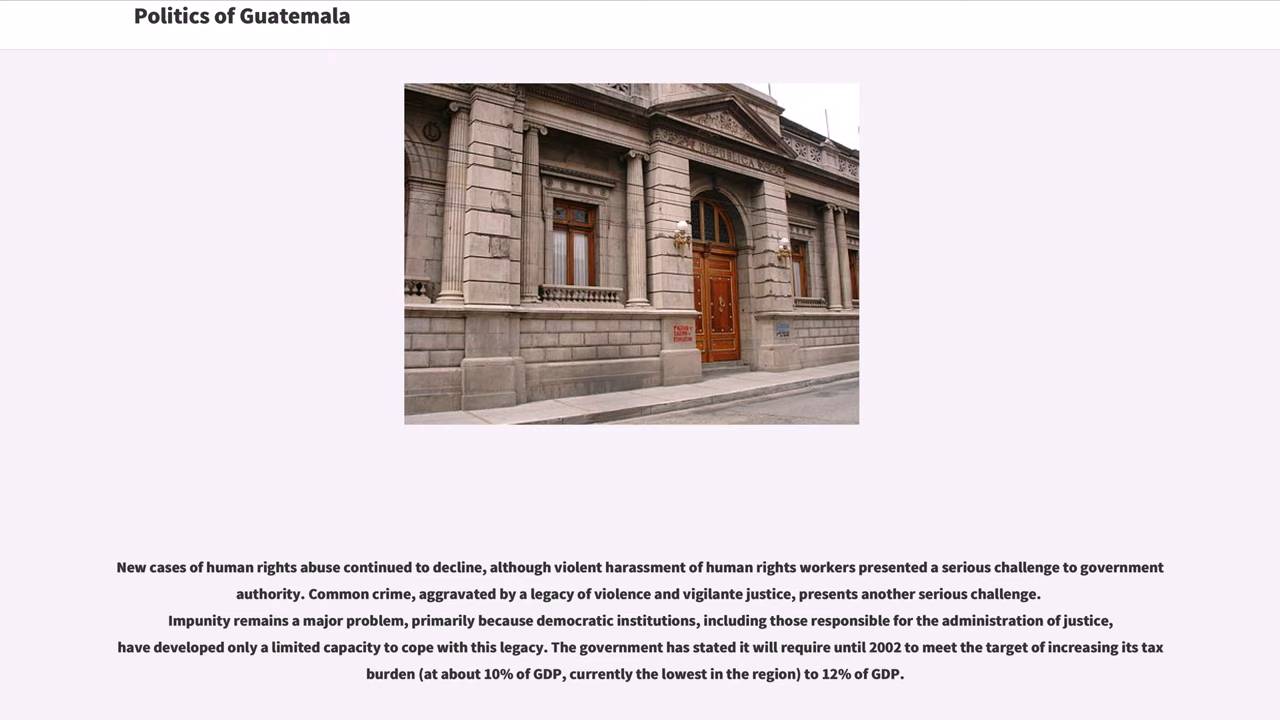 Politics of Guatemala
REPUBLICA
New cases of human rights abuse continued to decline, although violent harassment of human rights workers presented a serious challenge to government
authority. Common crime, aggravated by a legacy of violence and vigilante justice, presents another serious challenge.
Impunity remains a major problem, primarily because democratic institutions, including those responsible for the administration of justice,
have developed only a limited capacity to cope with this legacy. The government has stated it will require until 2002 to meet the target of increasing its tax
burden (at about 10% of GDP, currently the lowest in the region) to 12% of GDP.